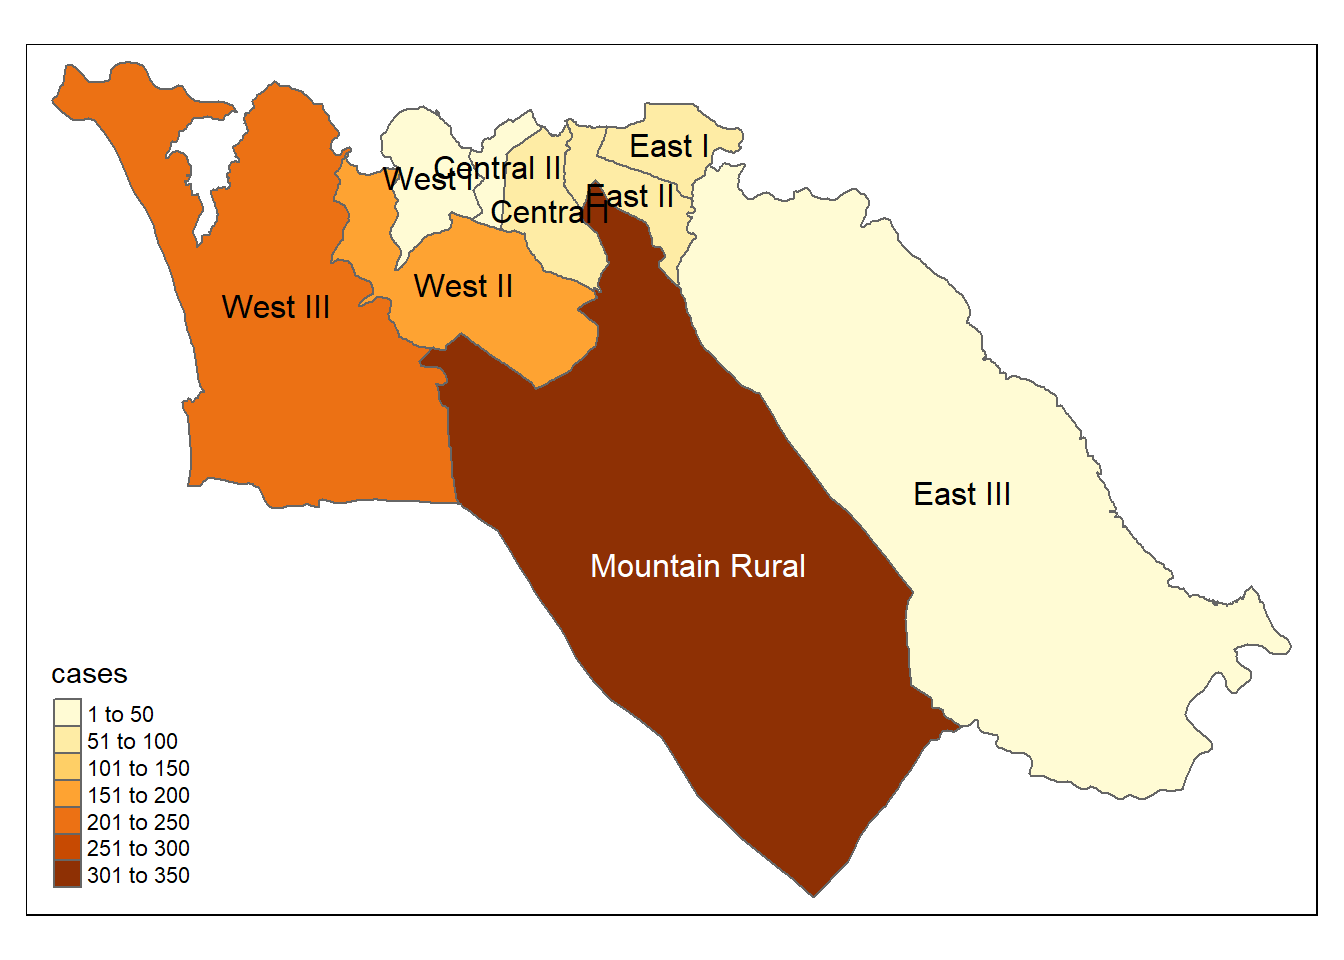 East I
Central II
West I
East II
Central I
West II
West III
East III
Mountain Rural
cases
1 to 50
51 to 100
101 to 150
151 to 200
201 to 250
251 to 300
301 to 350